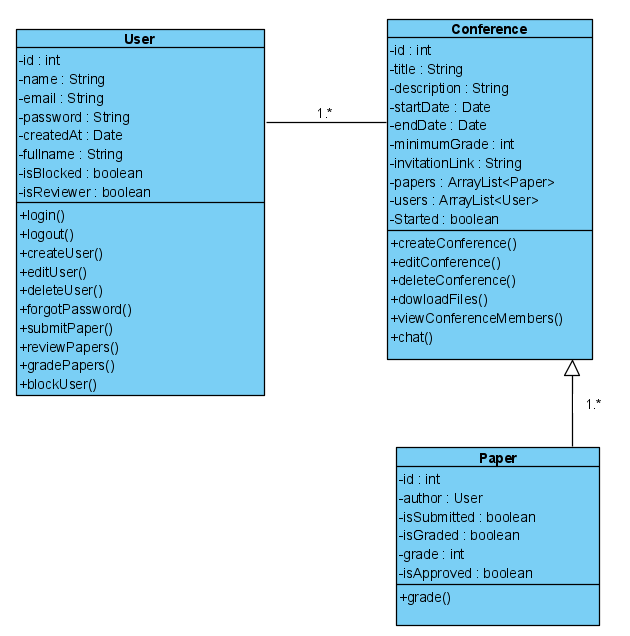 User
-id : int
-name : String
-email : String
-password : String
-createdAt : Date
-fullname : String
-isBlocked : boolean
-isReviewer : boolean
+login()
+logout()
+createUser()
+editUser()
+deleteUser()
+forgotPassword()
+submitPaper()
+reviewPapers()
+gradePapers()
+blockUser()
1.*
Conference
-id : int
-title : String
-description : String
-startDate : Date
-endDate : Date
-minimumGrade : int
-invitationLink : String
-papers : ArrayList<Paper>
-users : ArrayList<User>
-Started : boolean
+createConference()
+editConference()
+deleteConference()
+dowloadFiles()
+viewConferenceMembers()
+chat()
1.*
Paper
-id : int
-author : User
-isSubmitted : boolean
-isGraded : boolean
-grade : int
-isApproved : boolean
+grade()